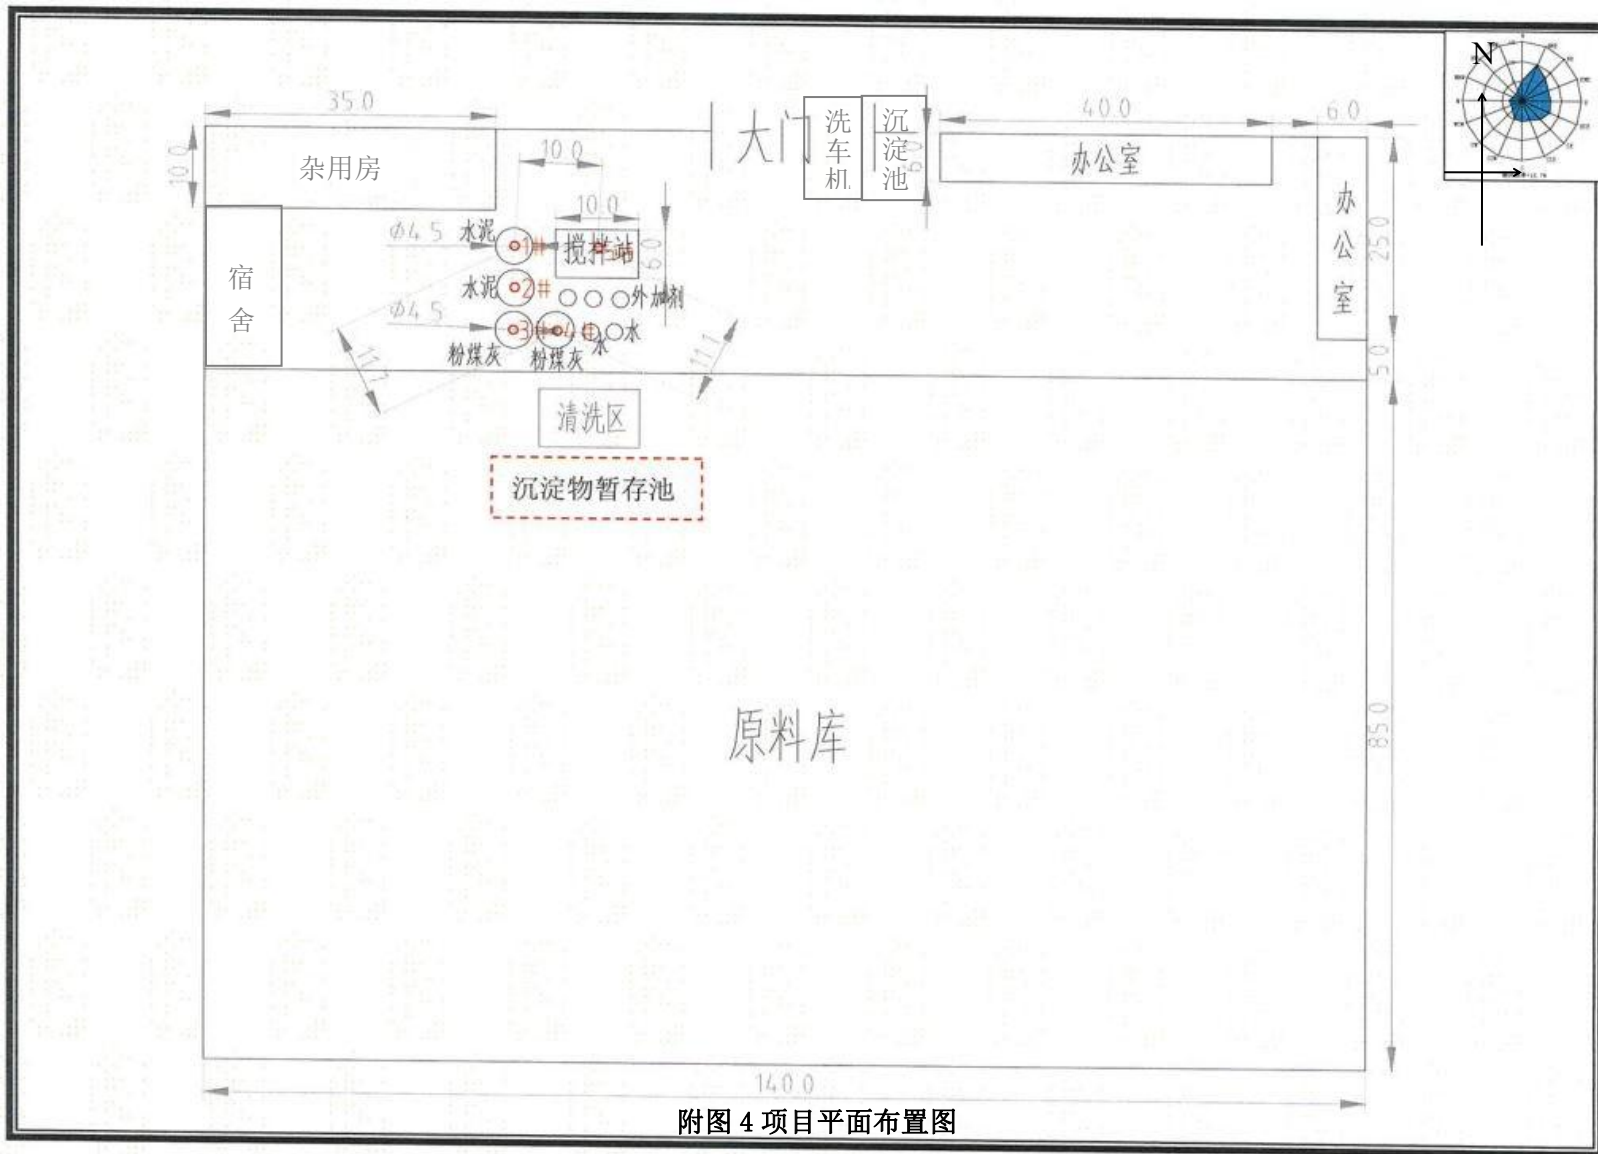 N
35.0
10.0
杂用房
大门
洗车机
沉淀池
6.0
40.0
6.0
办公室
办公室
25.0
5.0
10.0
10.0
6.0
Ø4.5
水泥
1#
搅拌站
宿舍
水泥
2#
外加剂
Ø4.5
3#
4#
水
水
粉煤灰
粉煤灰
11.7
11.1
清洗区
沉淀物暂存池
原料库
85.0
140.0
附图 4 项目平面布置图